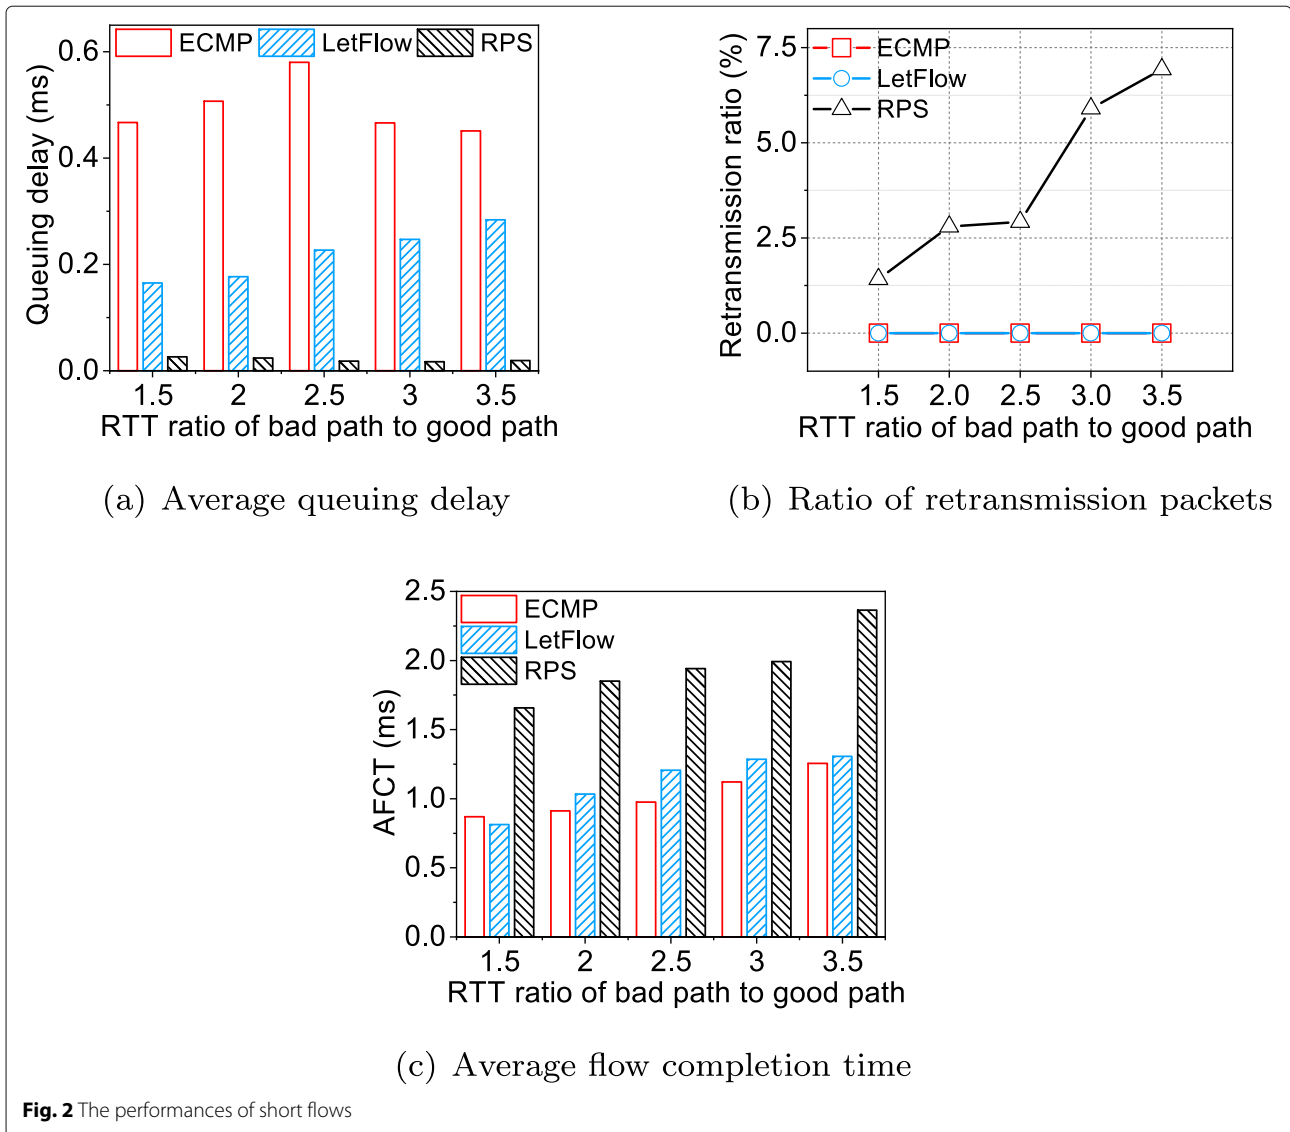 ECMP LetFlow RPS
0.6
0.4
0.2
0.0
Queuing delay (ms)
1.5 2 2.5 3 3.5
RTT ratio of bad path to good path
(a) Average queuing delay
ECMP
LetFlow
RPS
7.5
5.0
2.5
0.0
Retransmission ratio (%)
1.5 2.0 2.5 3.0 3.5
RTT ratio of bad path to good path
(b) Ratio of retransmission packets
ECMP
LetFlow
RPS
2.5
2.0
1.5
1.0
0.5
0.0
AFCT (ms)
1.5 2 2.5 3 3.5
RTT ratio of bad path to good path
(c) Average flow completion time
Fig. 2 The performances of short flows